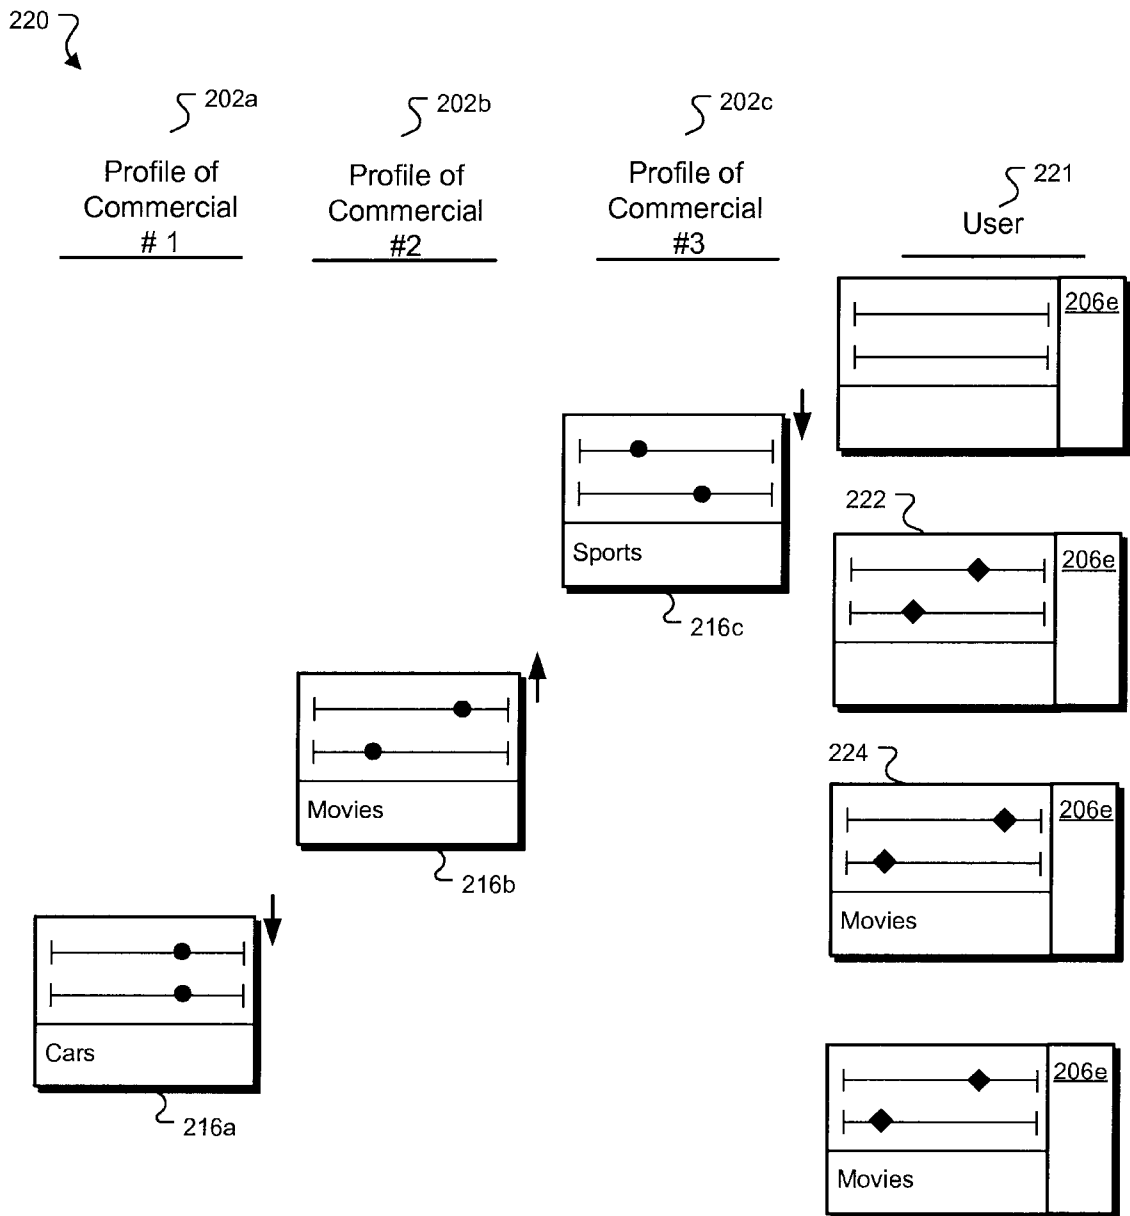 220
202a
202b
202c
221
Profile of
Commercial
# 1
Profile of
Commercial
#2
Profile of
Commercial
#3
User
206e
Sports
216c
222
206e
Movies
216b
224
206e
Movies
Cars
216a
206e
Movies